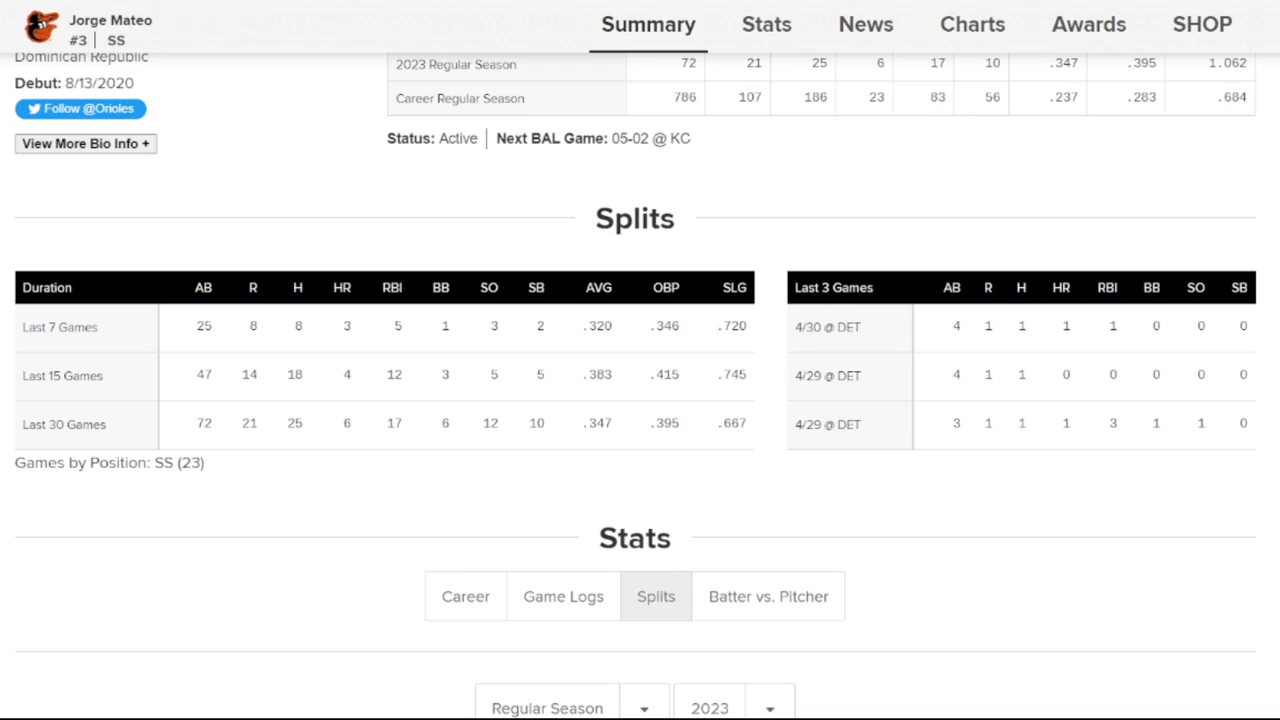 Jorge Mateo
#3 | SS
Summary Stats News Charts Awards SHOP
Dominican Republic
Debut: 8/13/2020
Follow @Orioles
View More Bio Info +
2023 Regular Season 72 21 25 6 17 10 .347 .395 1.062
Career Regular Season 786 107 186 23 83 56 .237 .283 .684
Status: Active | Next BAL Game: 05-02 @ KC
Splits
Duration AB R H HR RBI BB SO SB AVG OBP SLG
Last 7 Games 25 8 8 3 5 1 3 2 .320 .346 .720
Last 15 Games 47 14 18 4 12 3 5 5 .383 .415 .745
Last 30 Games 72 21 25 6 17 6 12 10 .347 .395 .667
Games by Position: SS (23)
Last 3 Games AB R H HR RBI BB SO SB
4/30 @ DET 4 1 1 1 1 0 0 0
4/29 @ DET 4 1 1 0 0 0 0 0
4/29 @ DET 3 1 1 1 3 1 1 0
Stats
Career Game Logs Splits Batter vs. Pitcher
Regular Season 2023